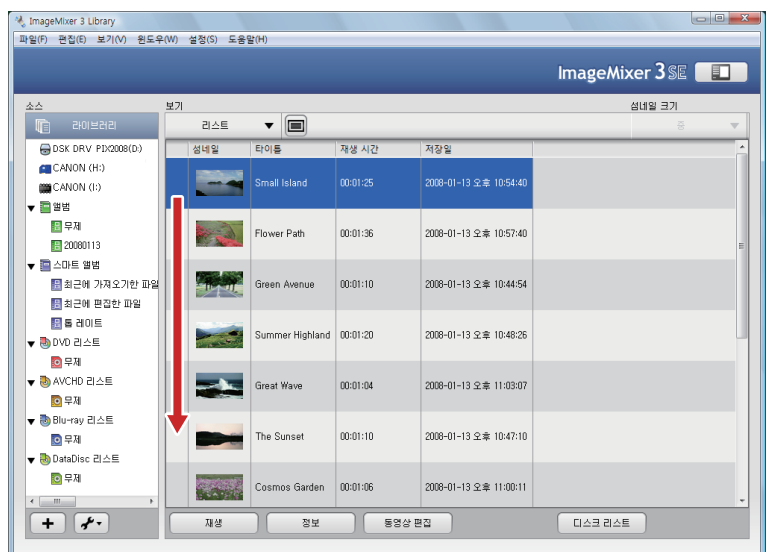 ImageMixer 3 Library
파일(F) 편집(E) 보기(V) 윈도우(W) 설정(S) 도움말(H)
ImageMixer 3 SE
소스
보기
섬네일 크기
라이브러리
리스트
중
DSK DRV PIX2008(D:)
CANON (H:)
CANON (I:)
앨범
무제
20080113
스마트 앨범
최근에 가져오기한 파일
최근에 편집한 파일
톱 레이트
DVD 리스트
무제
AVCHD 리스트
무제
Blu-ray 리스트
무제
DataDisc 리스트
무제
섬네일 타이틀 재생 시간 저장일
Small Island 00:01:25 2008-01-13 오후 10:54:40
Flower Path 00:01:36 2008-01-13 오후 10:57:40
Green Avenue 00:01:10 2008-01-13 오후 10:44:54
Summer Highland 00:01:20 2008-01-13 오후 10:48:26
Great Wave 00:01:04 2008-01-13 오후 11:03:07
The Sunset 00:01:10 2008-01-13 오후 10:47:10
Cosmos Garden 00:01:06 2008-01-13 오후 11:00:11
재생
정보
동영상 편집
디스크 리스트